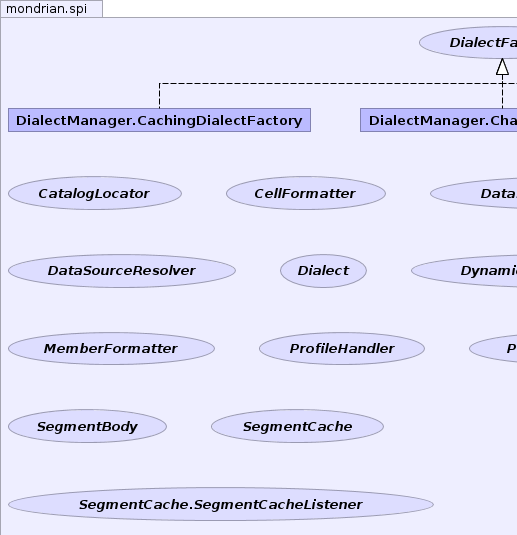 mondrian.spi
DialectFa
DialectManager.CachingDialectFactory
DialectManager.Cha
CatalogLocator
CellFormatter
Data
DataSourceResolver
Dialect
Dynamic
MemberFormatter
ProfileHandler
P
SegmentBody
SegmentCache
SegmentCache.SegmentCacheListener